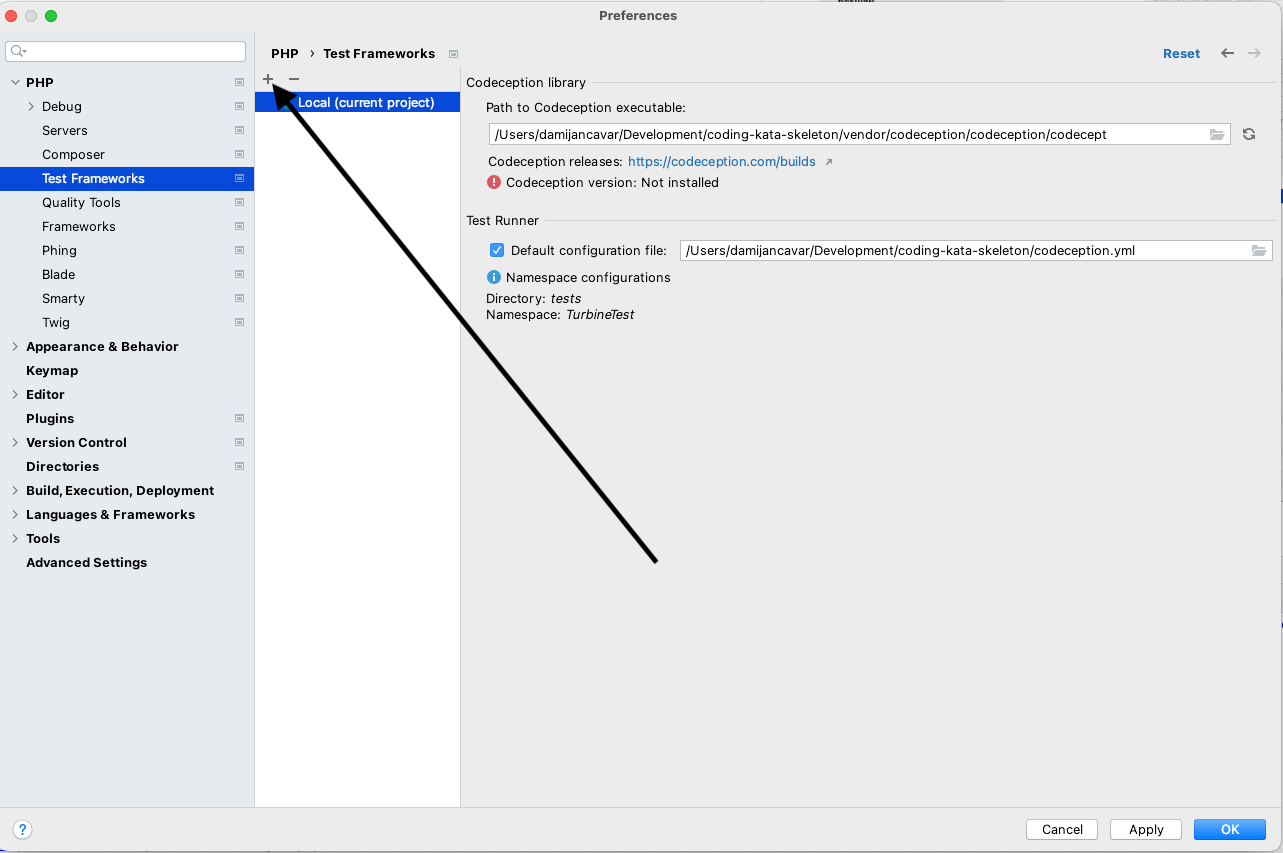 Preferences
PHP › Test Frameworks
Reset
PHP
Debug
Servers
Composer
Test Frameworks
Quality Tools
Frameworks
Phing
Blade
Smarty
Twig
Appearance & Behavior
Keymap
Editor
Plugins
Version Control
Directories
Build, Execution, Deployment
Languages & Frameworks
Tools
Advanced Settings
Local (current project)
Codeception library
Path to Codeception executable:
/Users/damijancavar/Development/coding-kata-skeleton/vendor/codeception/codeception/codecept
Codeception releases: https://codeception.com/builds
Codeception version: Not installed
Test Runner
Default configuration file: /Users/damijancavar/Development/coding-kata-skeleton/codeception.yml
Namespace configurations
Directory: tests
Namespace: TurbineTest
?
Cancel
Apply
OK